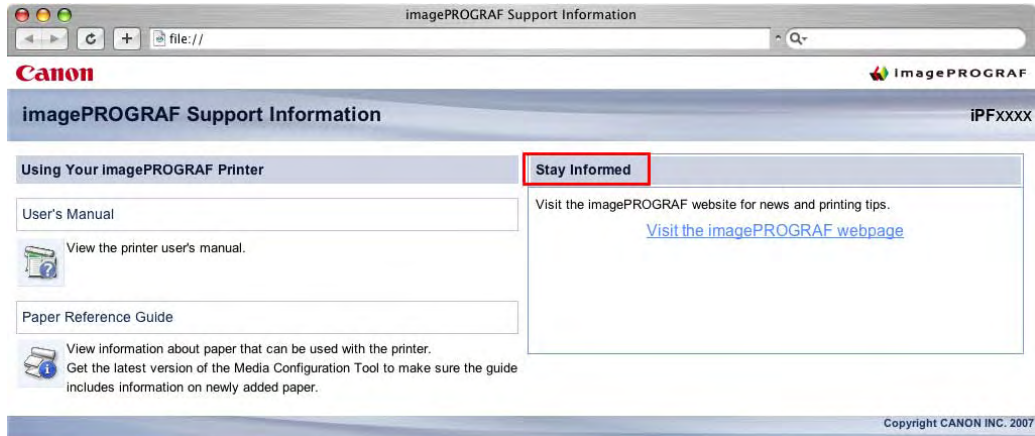 imagePROGRAF Support Information
file://
Canon
imagePROGRAF
imagePROGRAF Support Information
iPFxxxx
Using Your imagePROGRAF Printer
User's Manual
View the printer user's manual.
Paper Reference Guide
View information about paper that can be used with the printer.
Get the latest version of the Media Configuration Tool to make sure the guide
includes information on newly added paper.
Stay Informed
Visit the imagePROGRAF website for news and printing tips.
Visit the imagePROGRAF webpage
Copyright CANON INC. 2007